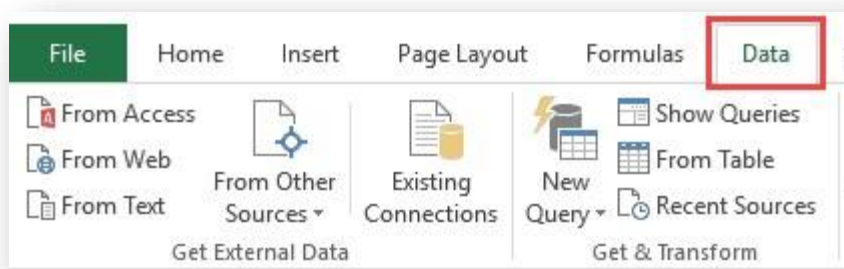 File Home Insert Page Layout Formulas Data
From Access
From Web
From Text
From Other
Sources
Existing
Connections
Get External Data
New
Query
Show Queries
From Table
Recent Sources
Get & Transform